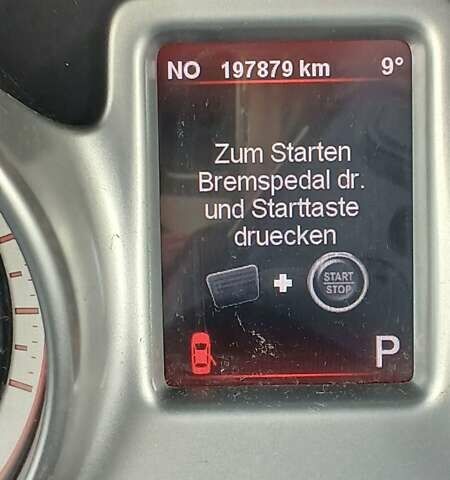 NO 197879 km 9°
Zum Starten
Bremspedal dr.
und Starttaste
druecken
START
STOP
P